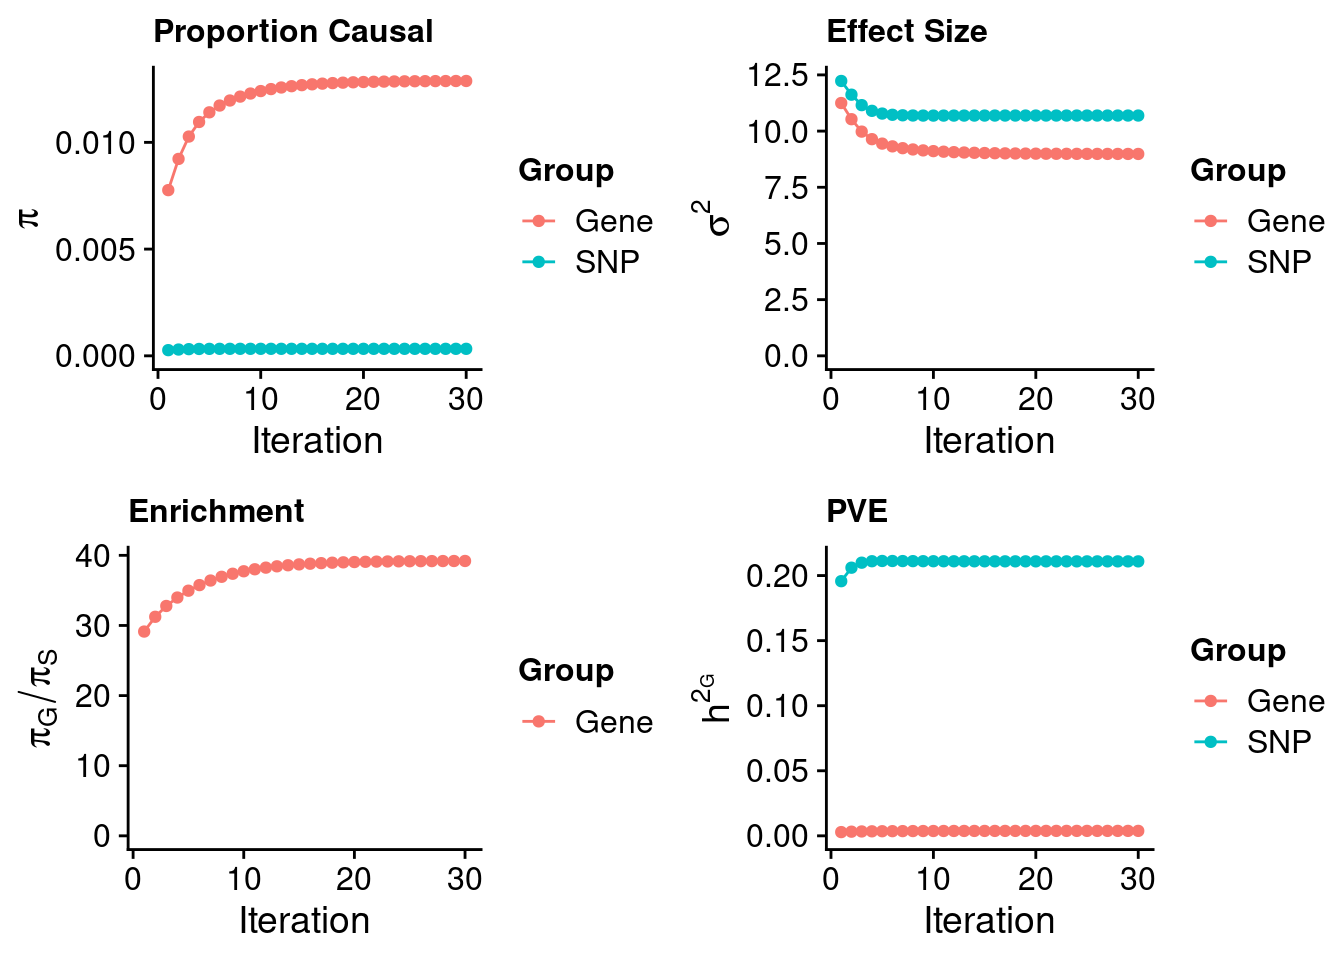 Proportion Causal
π
0.010
0.005
0.000
0 10 20 30
Iteration
Group
Gene
SNP
Effect Size
σ²
12.5
10.0
7.5
5.0
2.5
0.0
0 10 20 30
Iteration
Group
Gene
SNP
Enrichment
π_G/π_S
40
30
20
10
0
0 10 20 30
Iteration
Group
Gene
PVE
h^2_G
0.20
0.15
0.10
0.05
0.00
0 10 20 30
Iteration
Group
Gene
SNP